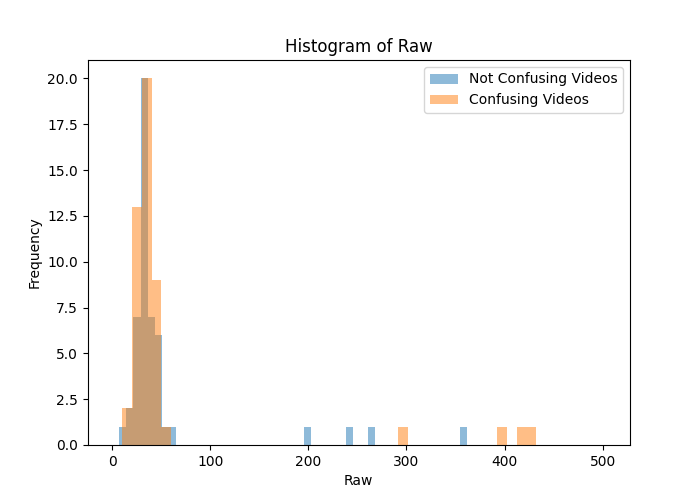 Histogram of Raw
Not Confusing Videos
Confusing Videos
20.0
17.5
15.0
12.5
10.0
7.5
5.0
2.5
0.0
Frequency
0 100 200 300 400 500
Raw